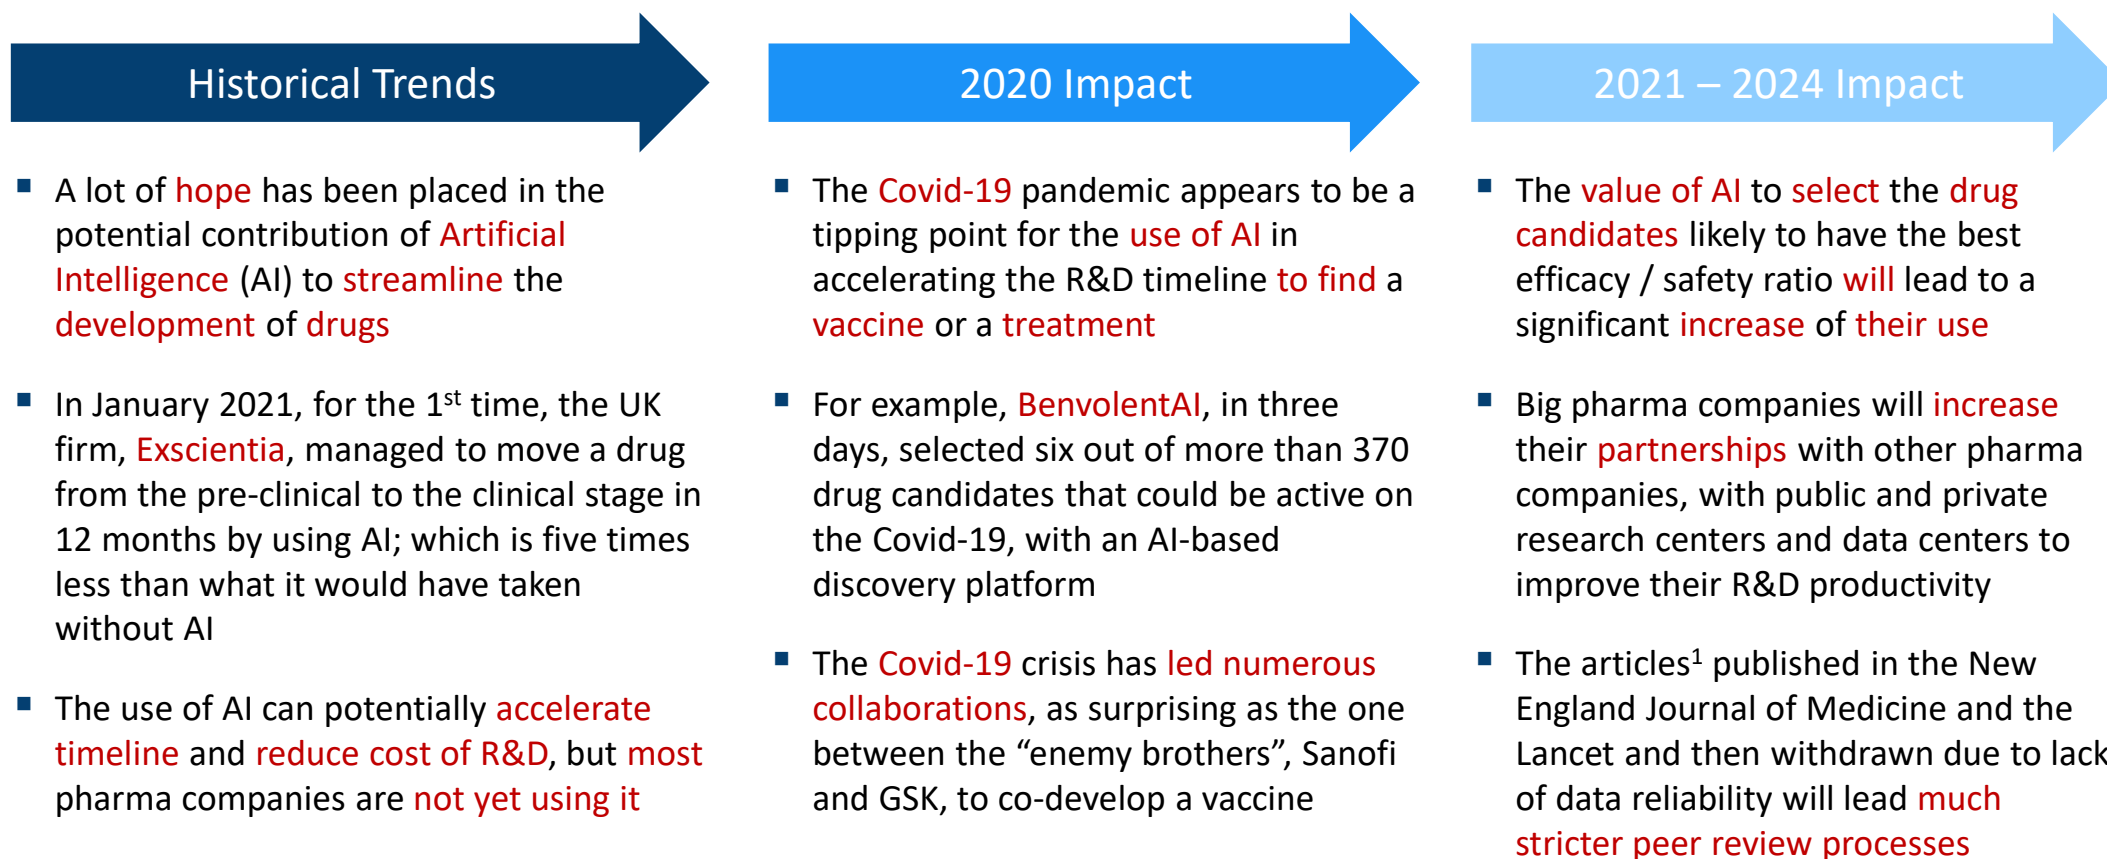 Historical Trends
▪ A lot of hope has been placed in the
potential contribution of Artificial
Intelligence (AI) to streamline the
development of drugs
▪ In January 2021, for the 1st time, the UK
firm, Exscientia, managed to move a drug
from the pre-clinical to the clinical stage in
12 months by using AI; which is five times
less than what it would have taken
without AI
▪ The use of AI can potentially accelerate
timeline and reduce cost of R&D, but most
pharma companies are not yet using it
2020 Impact
▪ The Covid-19 pandemic appears to be a
tipping point for the use of AI in
accelerating the R&D timeline to find a
vaccine or a treatment
▪ For example, BenvolentAI, in three
days, selected six out of more than 370
drug candidates that could be active on
the Covid-19, with an AI-based
discovery platform
▪ The Covid-19 crisis has led numerous
collaborations, as surprising as the one
between the “enemy brothers”, Sanofi
and GSK, to co-develop a vaccine
2021 – 2024 Impact
▪ The value of AI to select the drug
candidates likely to have the best
efficacy / safety ratio will lead to a
significant increase of their use
▪ Big pharma companies will increase
their partnerships with other pharma
companies, with public and private
research centers and data centers to
improve their R&D productivity
▪ The articles1 published in the New
England Journal of Medicine and the
Lancet and then withdrawn due to lack
of data reliability will lead much
stricter peer review processes